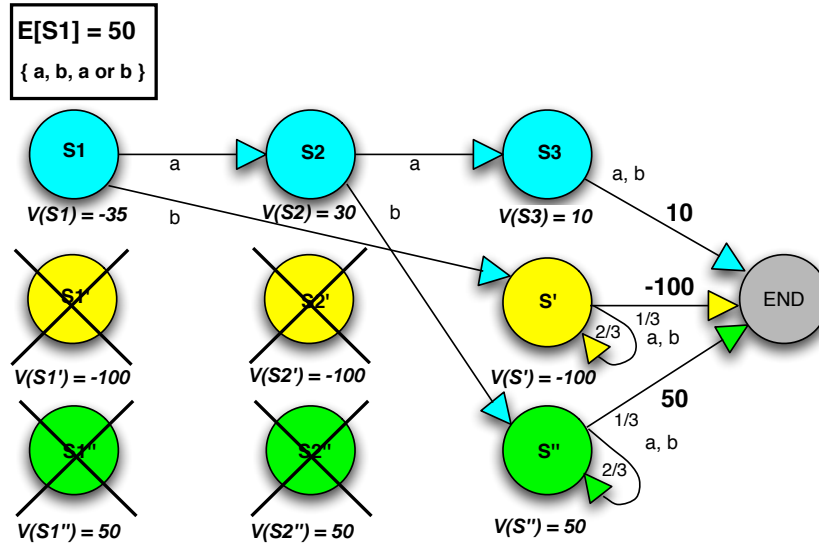 E[S1] = 50
{ a, b, a or b }
S1
a
S2
a
S3
a, b
V(S1) = -35
b
V(S2) = 30
b
V(S3) = 10
10
S1'
S2'
S'
-100
END
2/3
1/3
a, b
V(S1') = -100
V(S2') = -100
V(S') = -100
50
1/3
S1"
S2"
S"
a, b
2/3
V(S1") = 50
V(S2") = 50
V(S") = 50